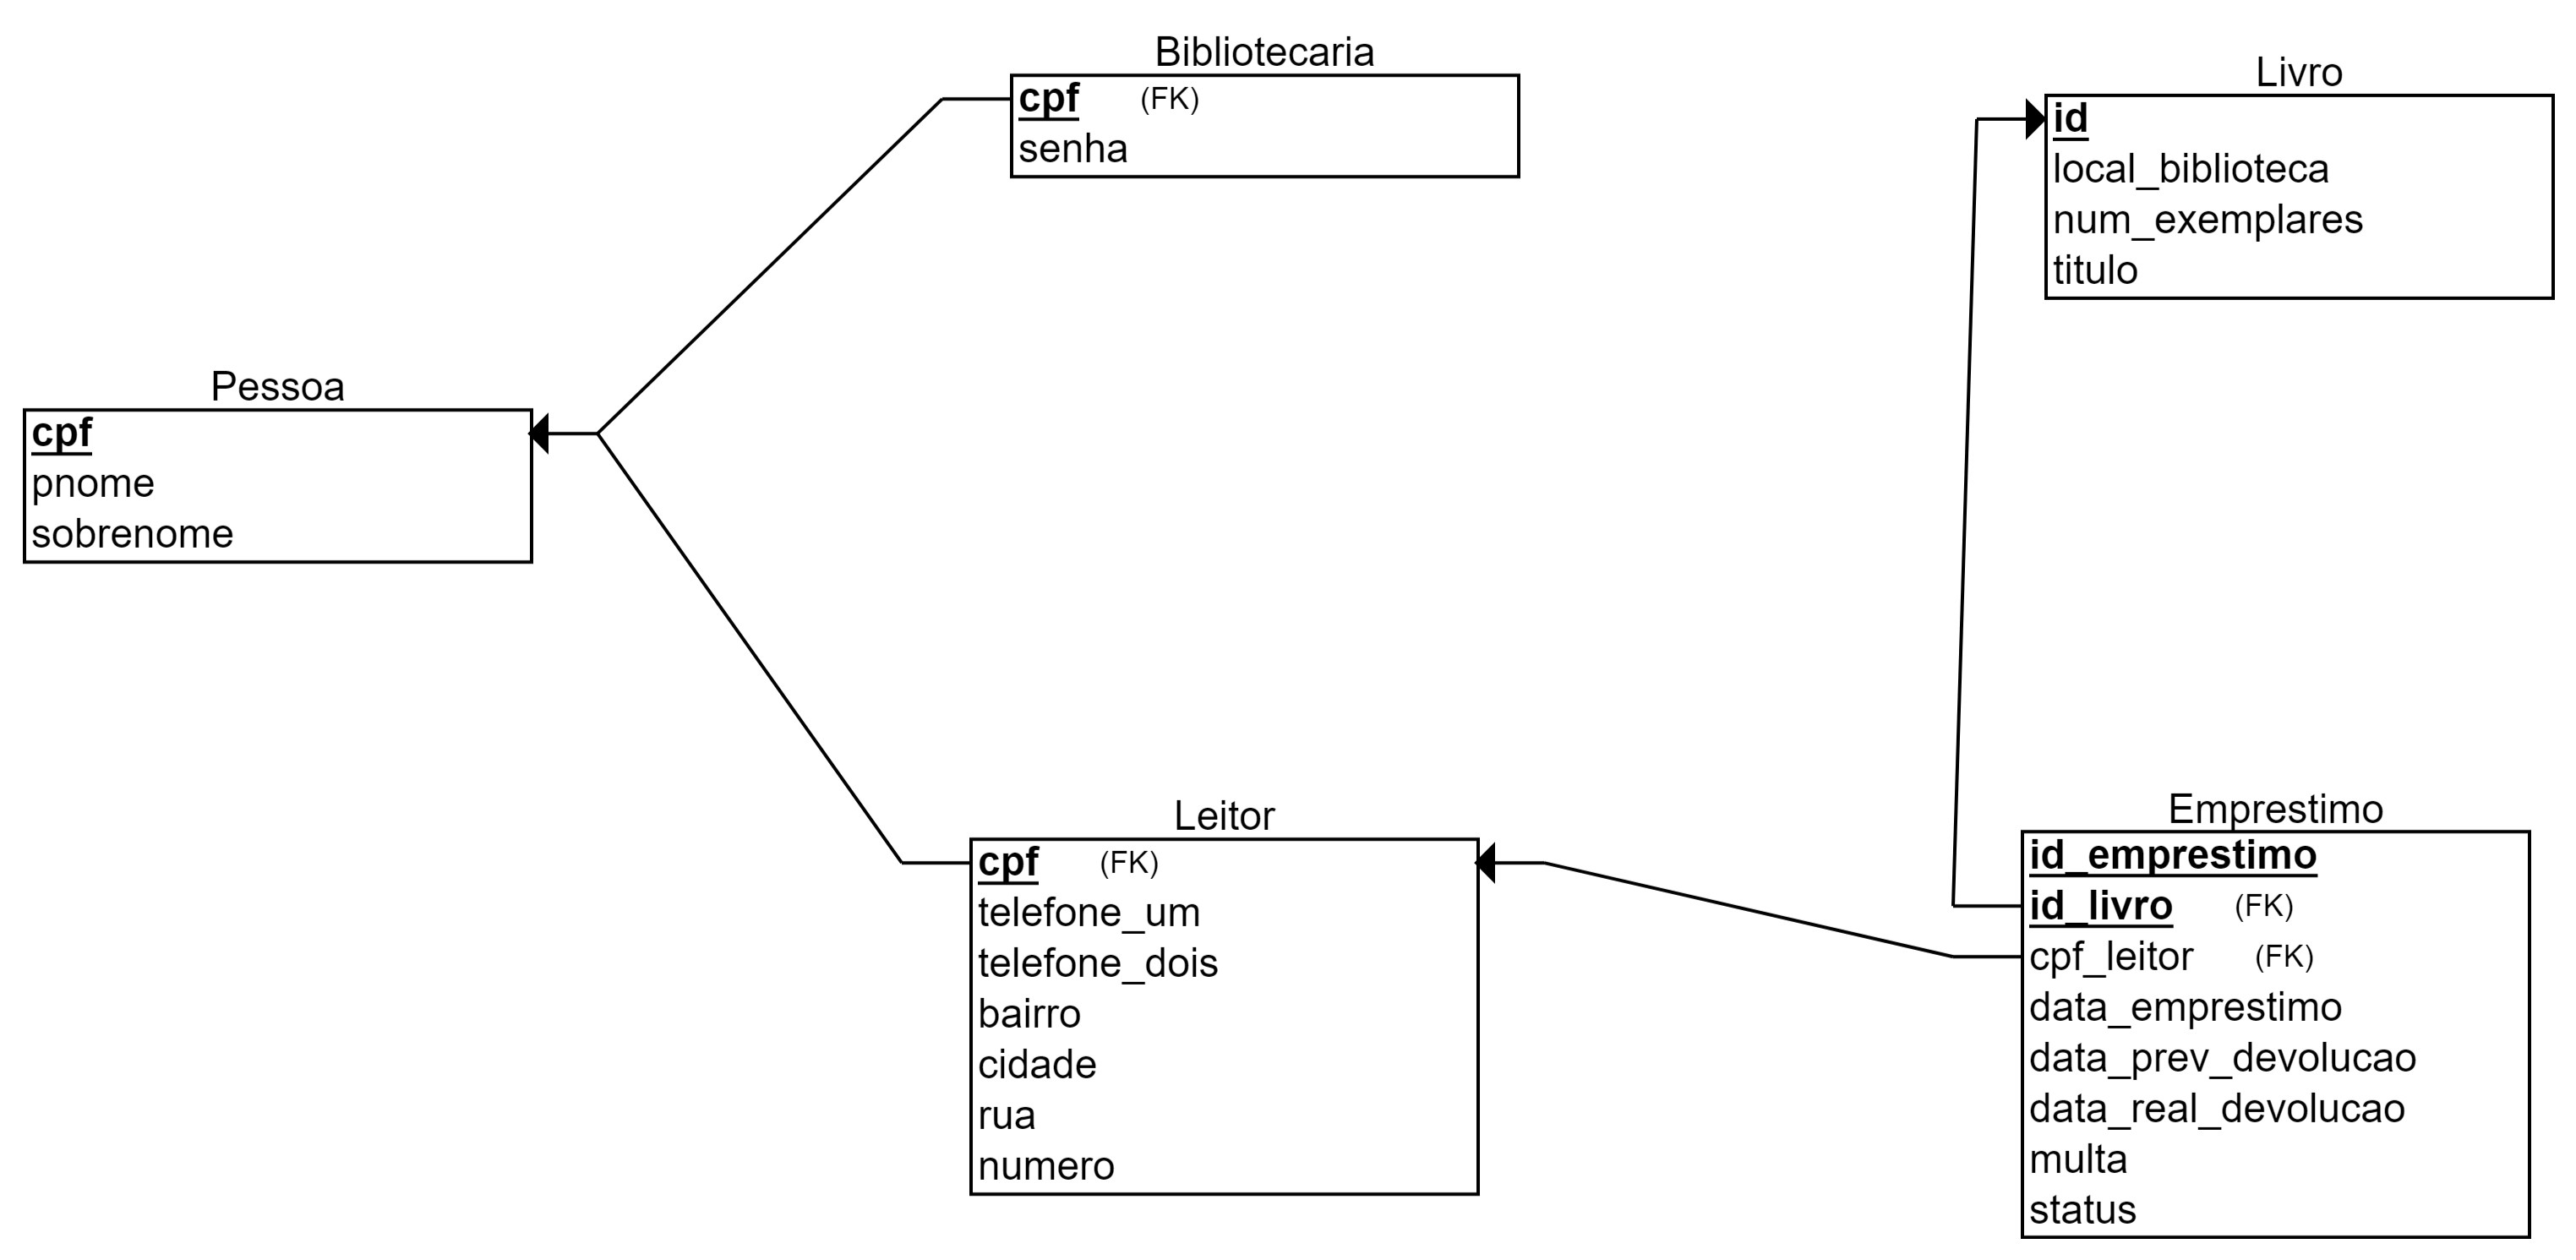 Bibliotecaria
cpf (FK)
senha
Livro
id
local_biblioteca
num_exemplares
titulo
Pessoa
cpf
pnome
sobrenome
Leitor
cpf (FK)
telefone_um
telefone_dois
bairro
cidade
rua
numero
Emprestimo
id_emprestimo
id_livro (FK)
cpf_leitor (FK)
data_emprestimo
data_prev_devolucao
data_real_devolucao
multa
status